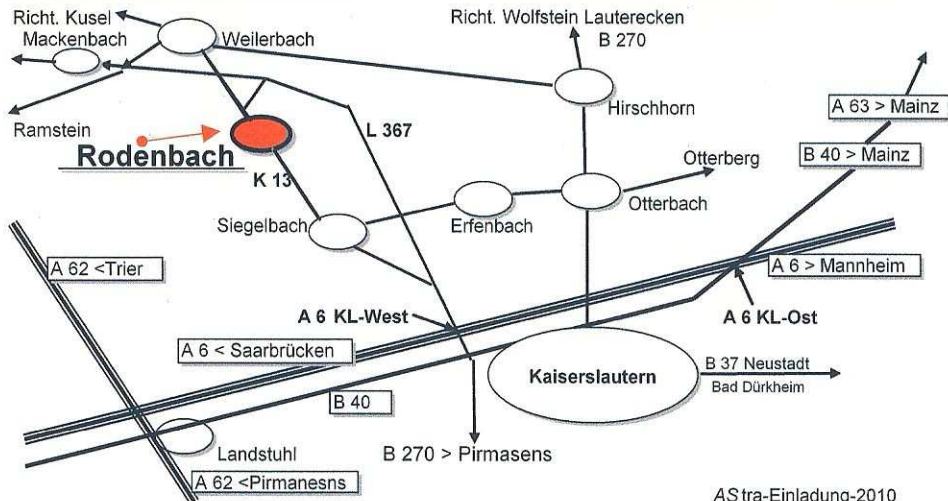 Richt. Kusel
Mackenbach
Weilerbach
Richt. Wolfstein Lauterecken
B 270
Ramstein
Hirschhorn
A 63 > Mainz
L 367
B 40 > Mainz
Rodenbach
K 13
Otterberg
Siegelbach
Erfenbach
Otterbach
A 62 <Trier
A 6 > Mannheim
A 6 KL-West
A 6 KL-Ost
A 6 < Saarbrücken
Kaiserslautern
B 37 Neustadt
Bad Dürkheim
B 40
Landstuhl
B 270 > Pirmasens
A 62 <Pirmanesns
AStra-Einladung-2010